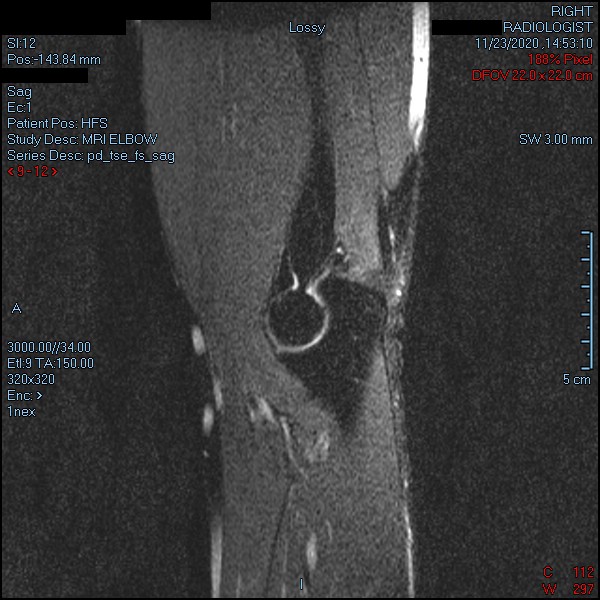 RIGHT
Lossy
RADIOLOGIST
SI:12
11/23/2020 ,14:53:10
Pos:-143.84 mm
188% Pixel
DFOV 22.0 x 22.0 cm
Sag
Ec:1
Patient Pos: HFS
Study Desc: MRI ELBOW
SW 3.00 mm
Series Desc: pd_tse_fs_sag
< 9 - 12 >
A
3000.00//34.00
Etl:9 TA:150.00
320x320
5 cm
Enc: >
1nex
C 112
I
W 297